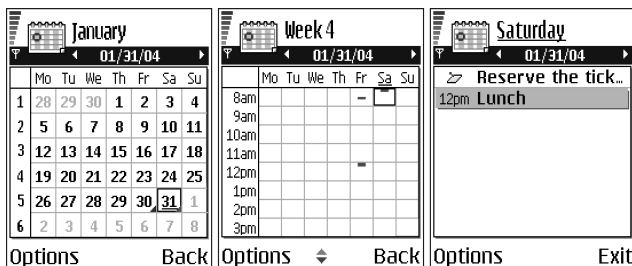 January
01/31/04
Mo Tu We Th Fr Sa Su
1 28 29 30 1 2 3 4
2 5 6 7 8 9 10 11
3 12 13 14 15 16 17 18
4 19 20 21 22 23 24 25
5 26 27 28 29 30 31 1
6 2 3 4 5 6 7 8
Options Back
Week 4
01/31/04
Mo Tu We Th Fr Sa Su
8am
9am
10am
11am
12pm
1pm
2pm
3pm
Options Back
Saturday
01/31/04
Reserve the tick…
12pm Lunch
Options Exit